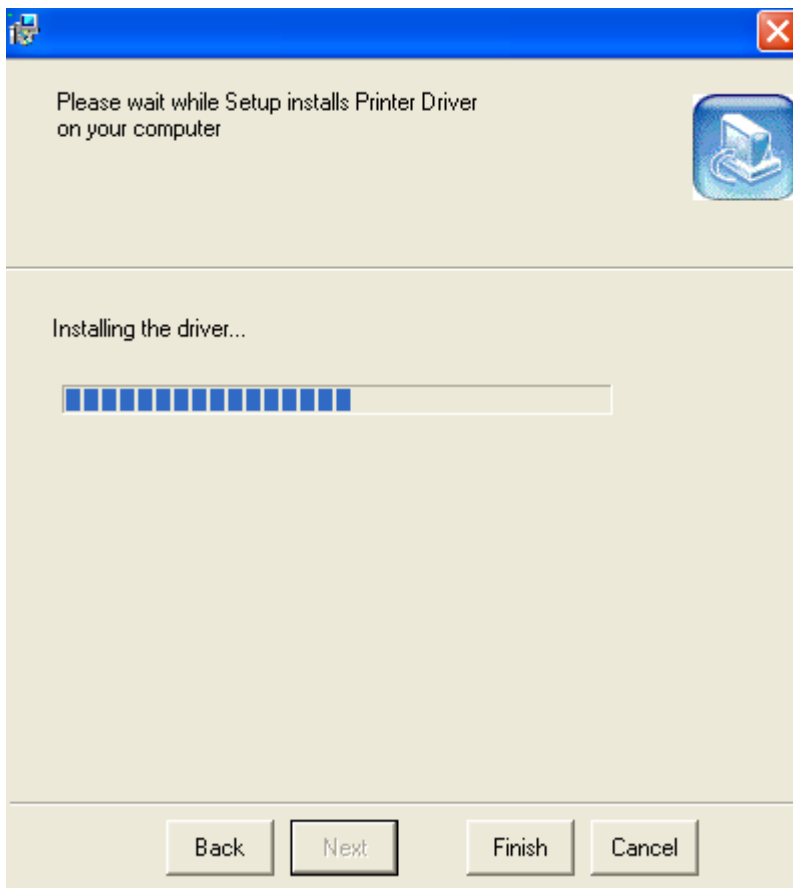 Please wait while Setup installs Printer Driver
on your computer
Installing the driver...
Back
Next
Finish
Cancel